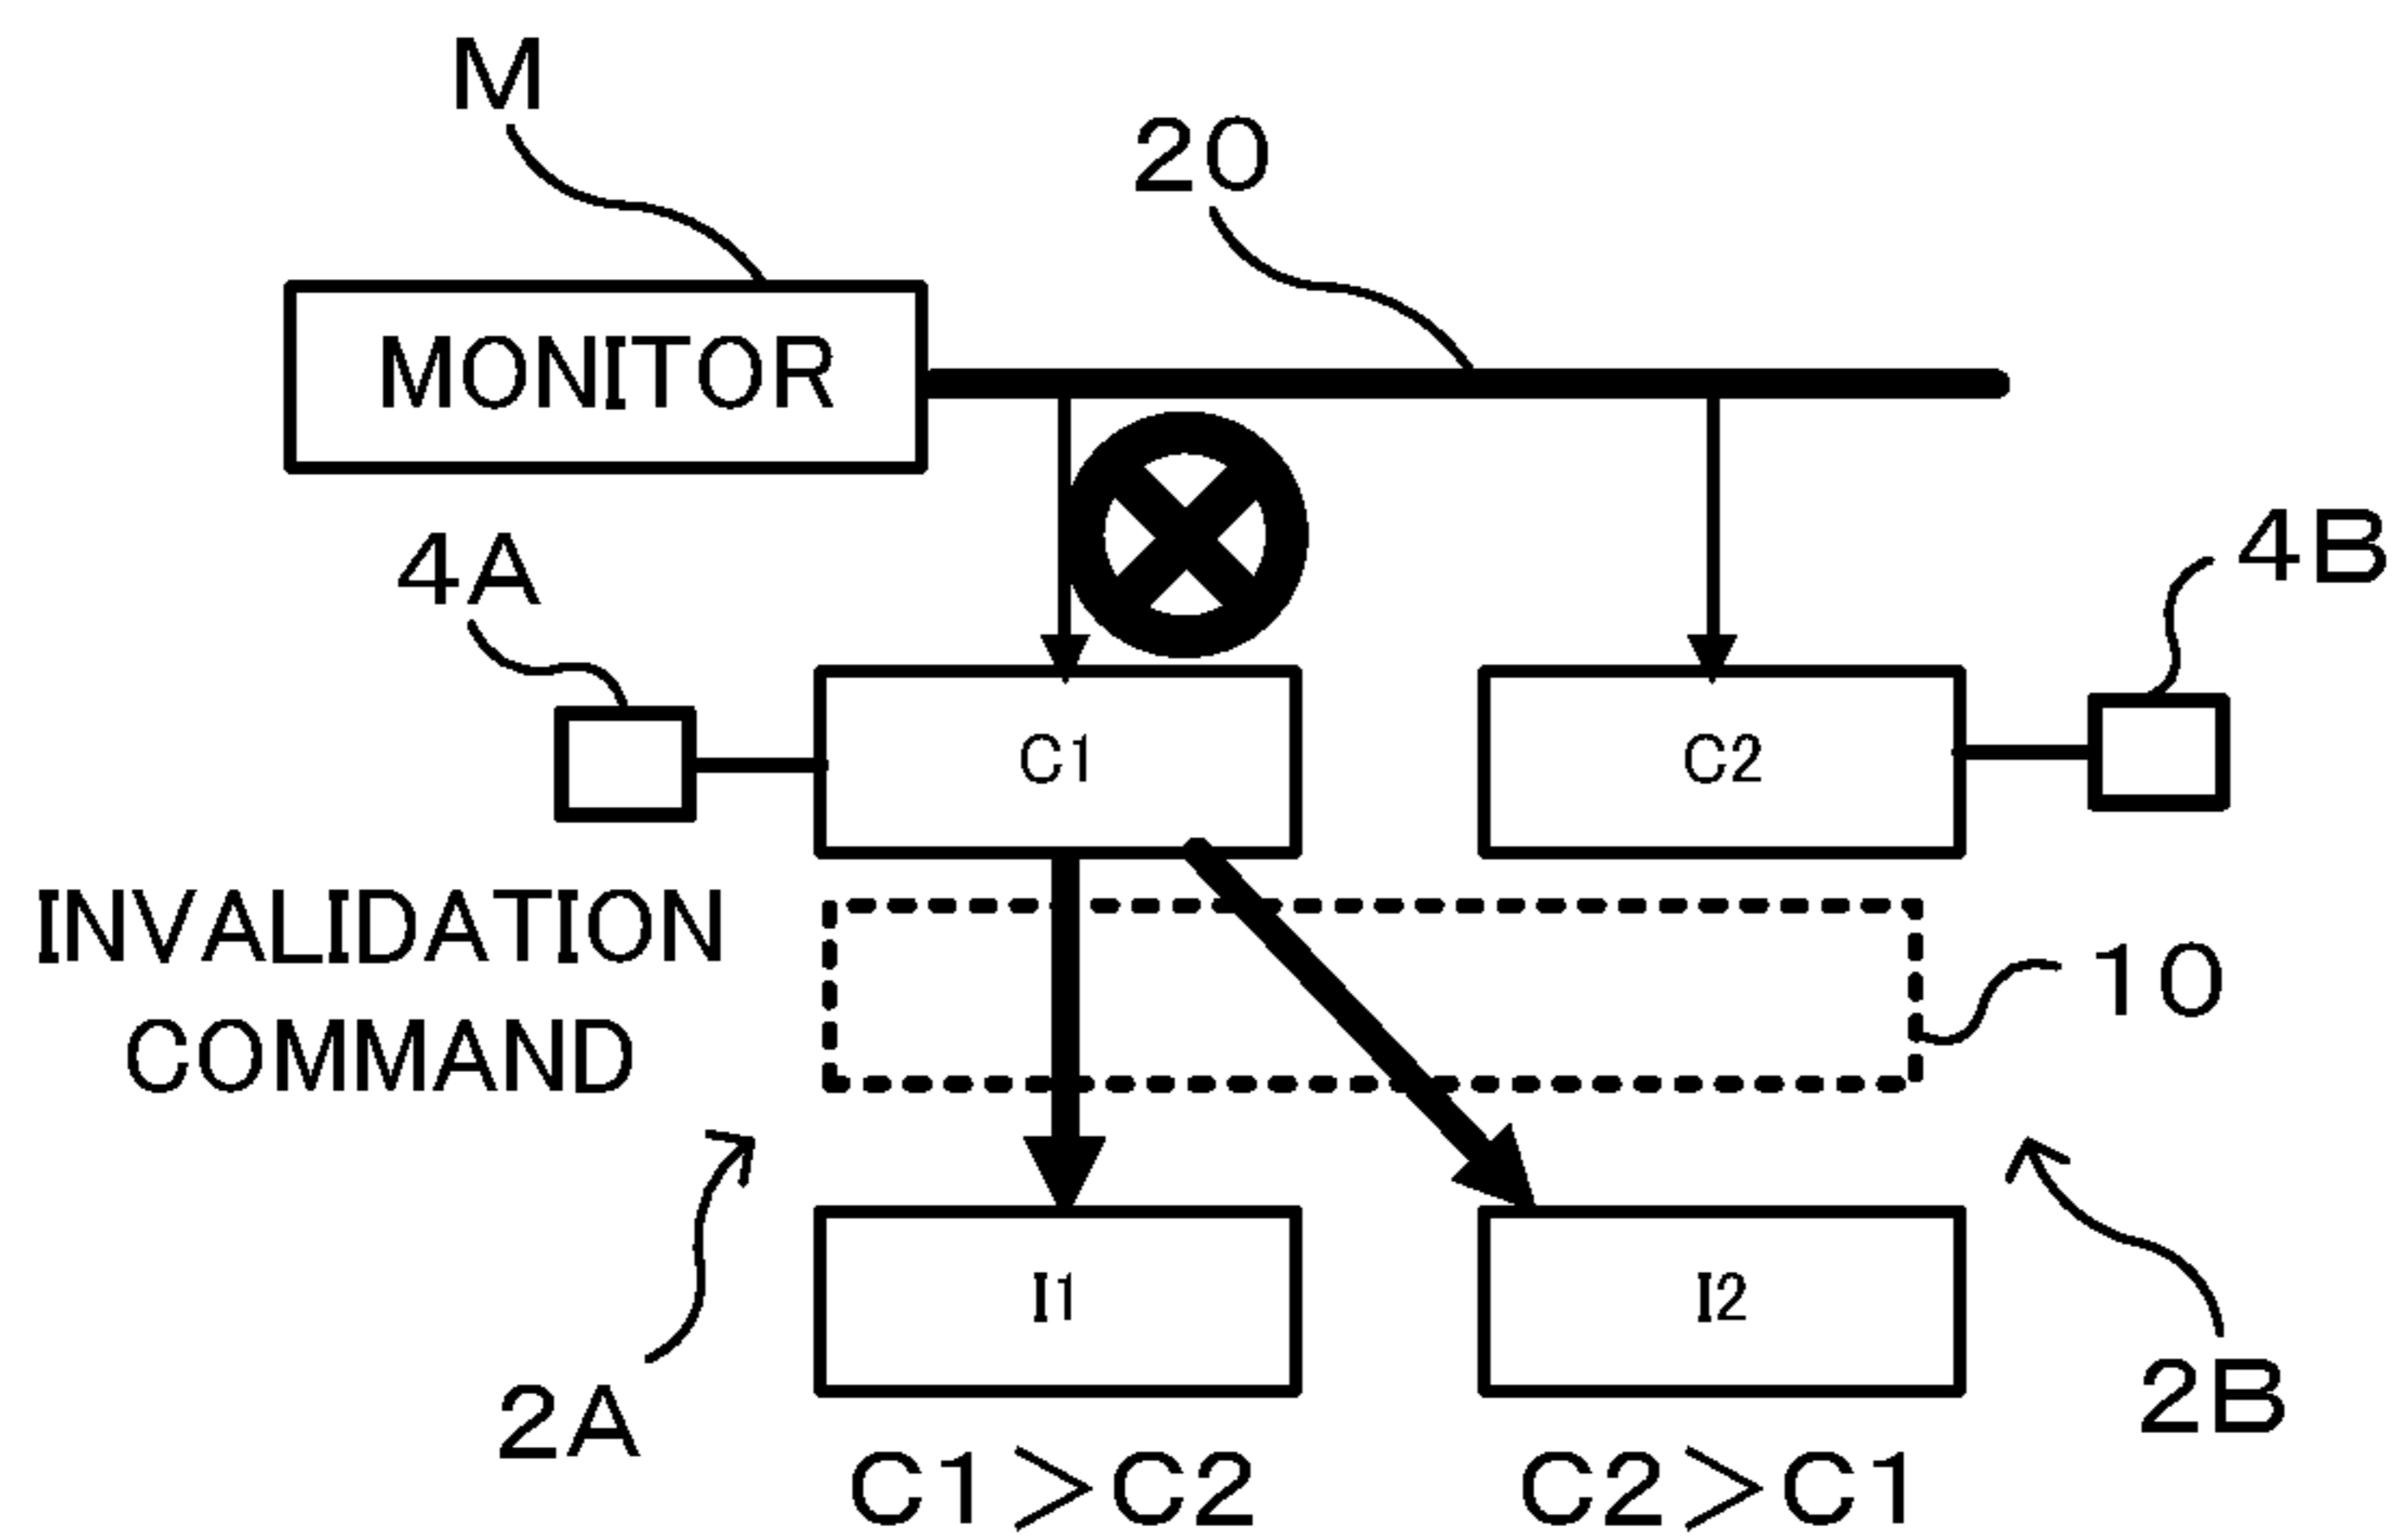 M
20
MONITOR
4A
4B
C1
C2
INVALIDATION
COMMAND
10
I1
I2
2A
2B
C1>C2
C2>C1